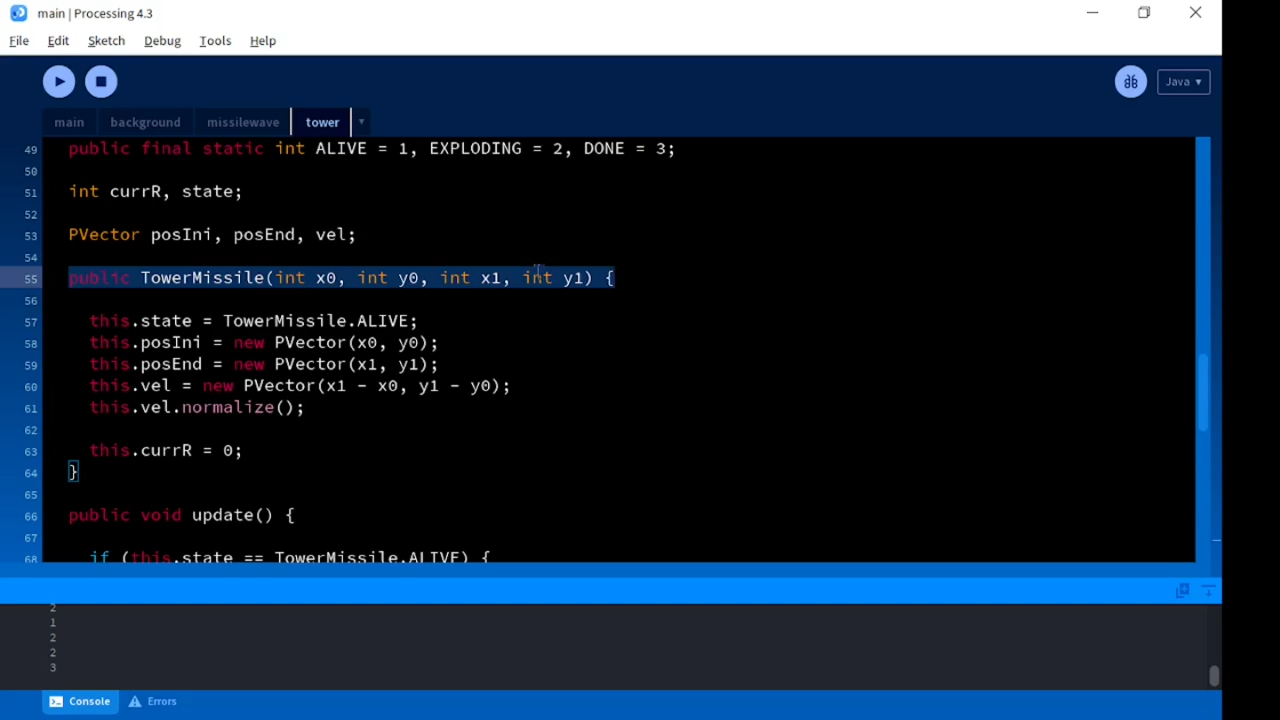 main | Processing 4.3
File Edit Sketch Debug Tools Help
Java ▾
main background missilewave tower ▾
49 public final static int ALIVE = 1, EXPLODING = 2, DONE = 3;
50
51 int currR, state;
52
53 PVector posIni, posEnd, vel;
54
55 public TowerMissile(int x0, int y0, int x1, int y1) {
56
57 this.state = TowerMissile.ALIVE;
58 this.posIni = new PVector(x0, y0);
59 this.posEnd = new PVector(x1, y1);
60 this.vel = new PVector(x1 - x0, y1 - y0);
61 this.vel.normalize();
62
63 this.currR = 0;
64 }
65
66 public void update() {
67
68 if (this.state == TowerMissile.ALIVE) {
2
1
2
2
3
Console Errors